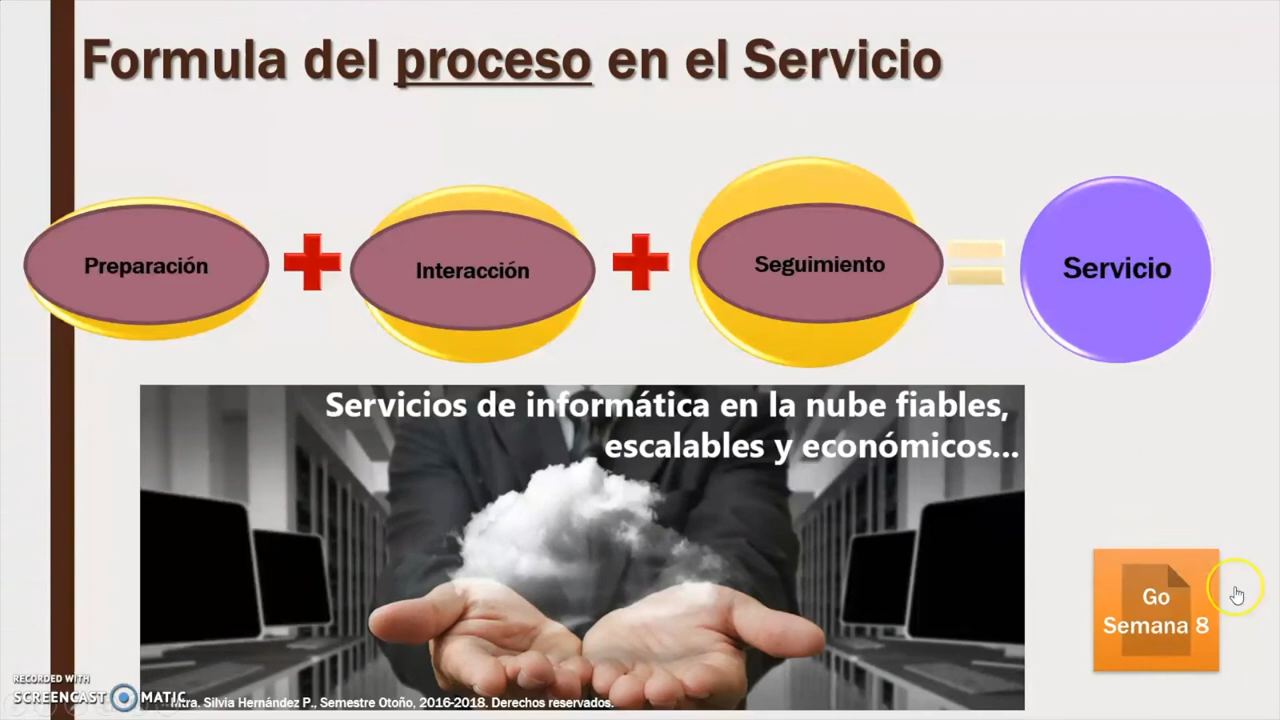 Formula del proceso en el Servicio
Preparación
Interacción
Seguimiento
Servicio
Servicios de informática en la nube fiables,
escalables y económicos...
Go
Semana 8
RECORDED WITH
SCREENCAST MATIC
Mtra. Silvia Hernández P., Semestre Otoño, 2016-2018. Derechos reservados.